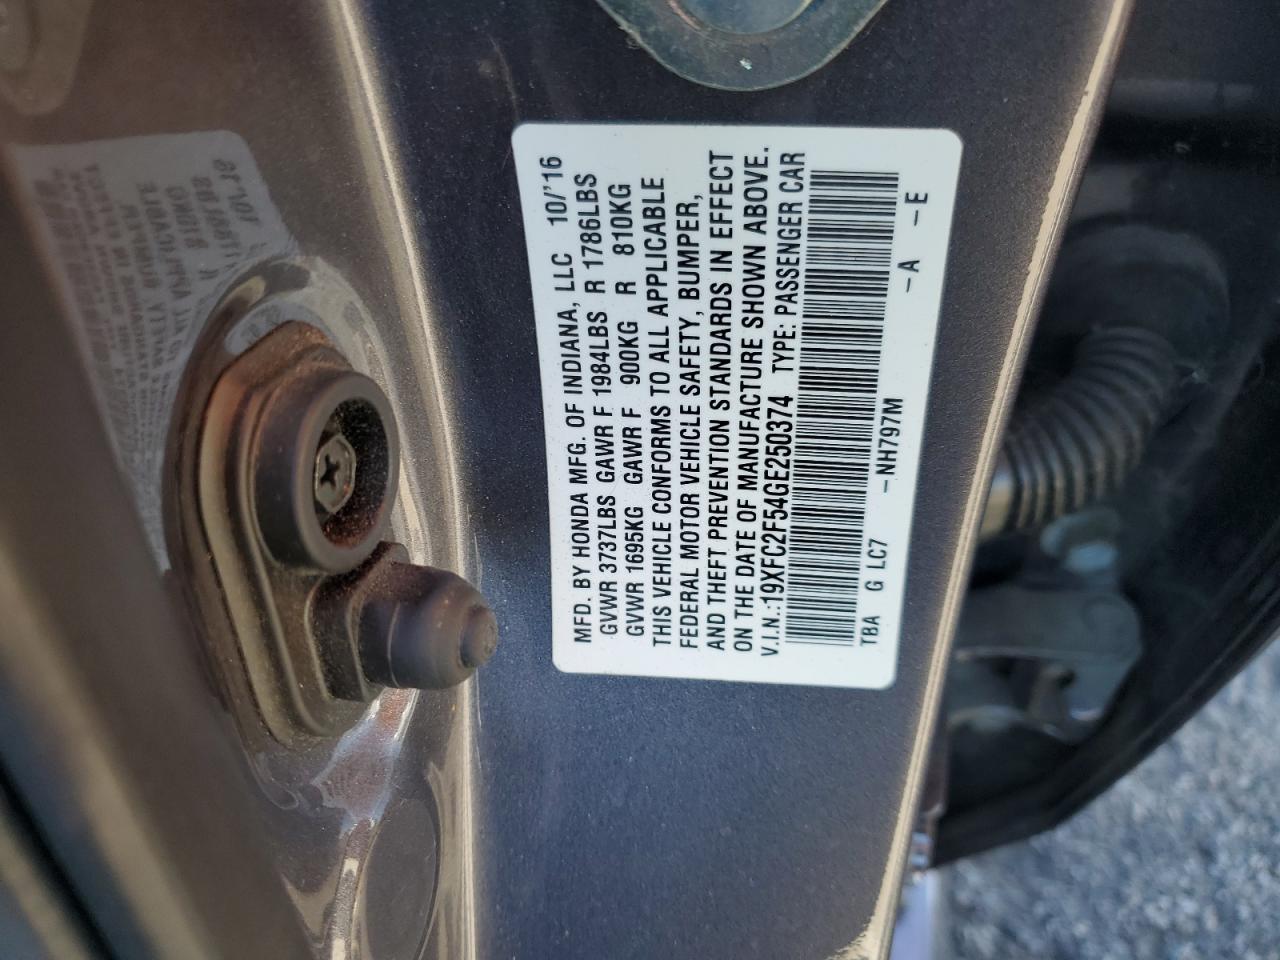 MFD. BY HONDA MFG. OF INDIANA, LLC 10/'16
GVWR 3737LBS GAWR F 1984LBS R 1786LBS
GVWR 1695KG GAWR F 900KG R 810KG
THIS VEHICLE CONFORMS TO ALL APPLICABLE
FEDERAL MOTOR VEHICLE SAFETY, BUMPER,
AND THEFT PREVENTION STANDARDS IN EFFECT
ON THE DATE OF MANUFACTURE SHOWN ABOVE.
V.I.N.:19XFC2F54GE250374 TYPE: PASSENGER CAR
TBA G LC7 -NH797M -A -E